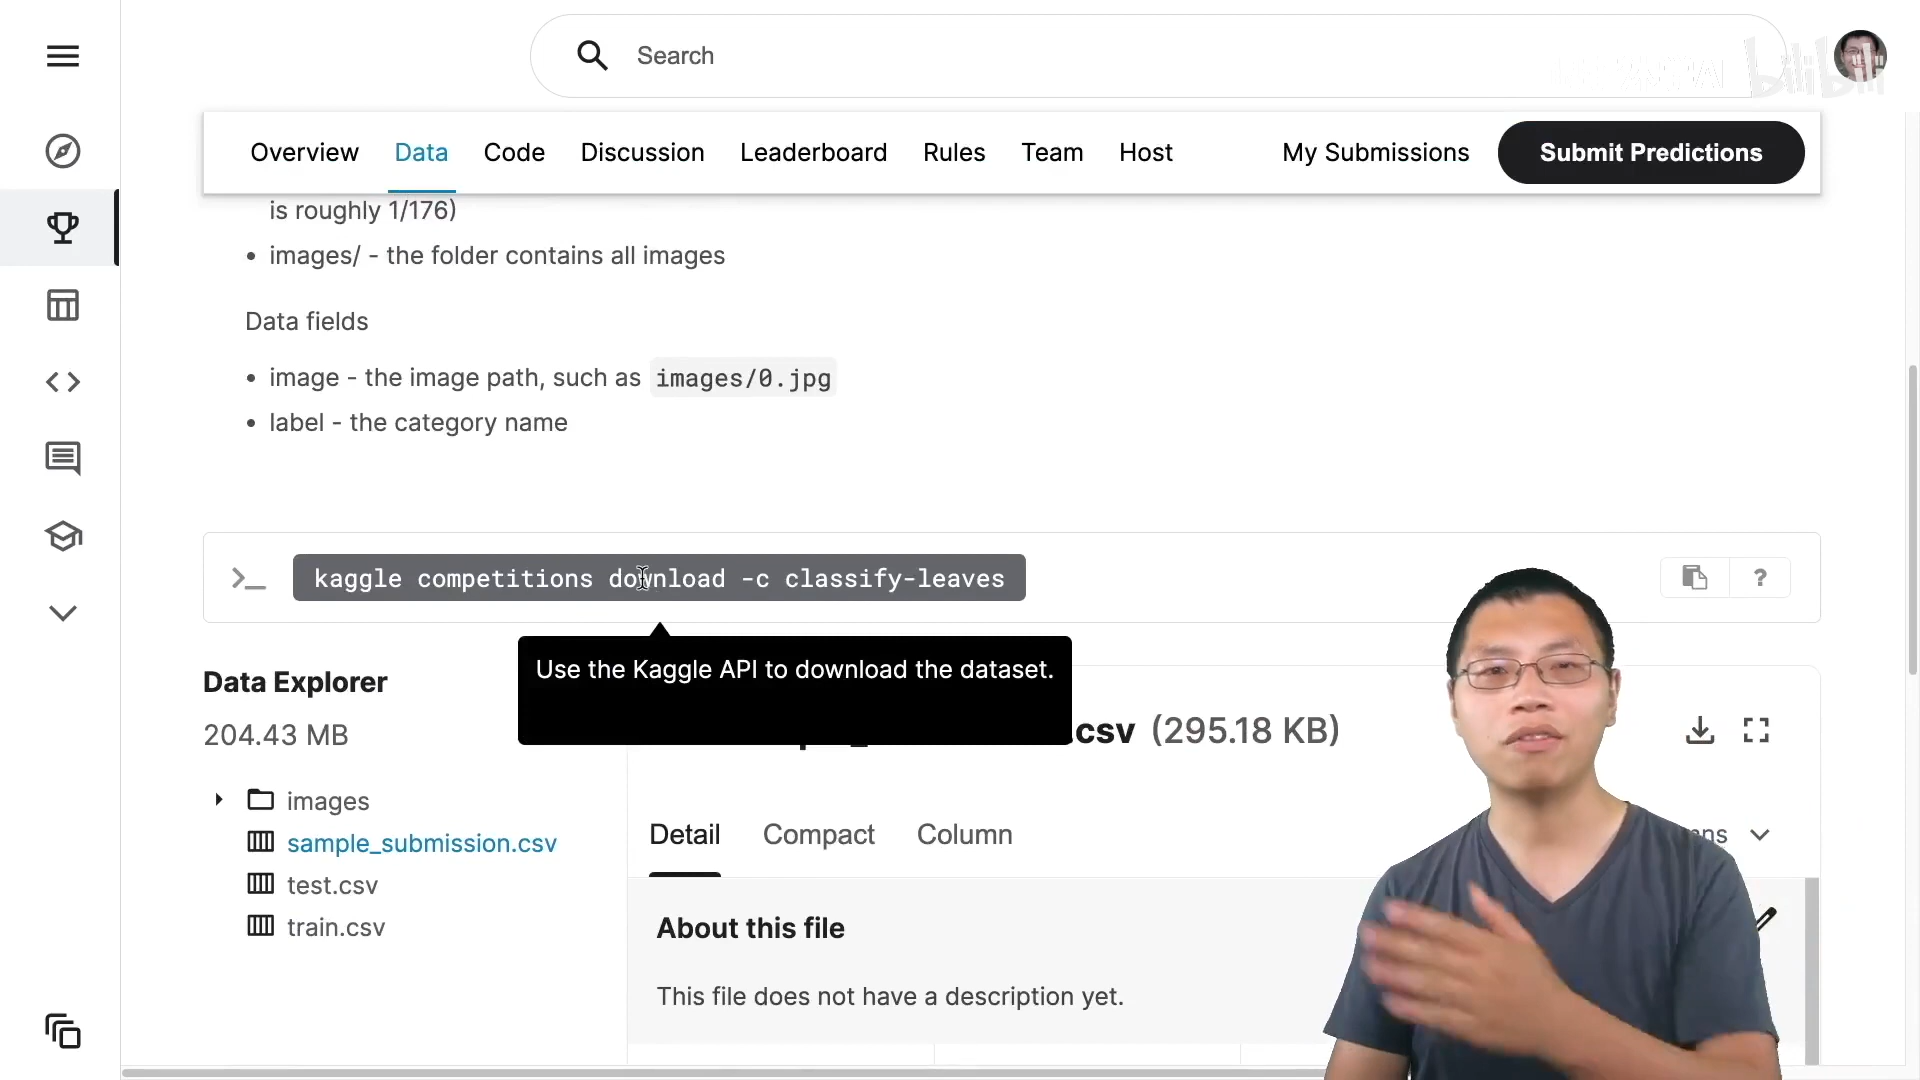 Search
bilibili
Overview Data Code Discussion Leaderboard Rules Team Host My Submissions Submit Predictions
is roughly 1/176)
• images/ - the folder contains all images
Data fields
• image - the image path, such as images/0.jpg
• label - the category name
>_ kaggle competitions download -c classify-leaves ?
Use the Kaggle API to download the dataset.
Data Explorer
204.43 MB
.csv (295.18 KB)
images
sample_submission.csv
test.csv
train.csv
Detail Compact Column
About this file
This file does not have a description yet.